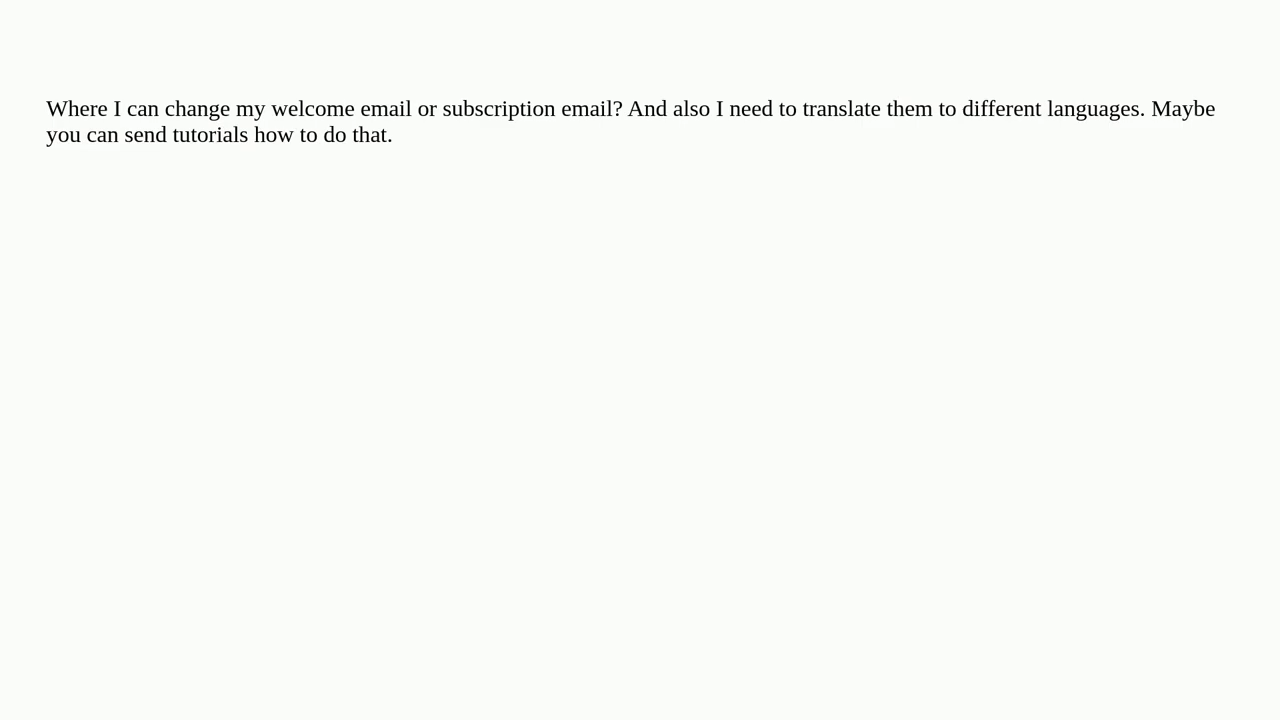 Where I can change my welcome email or subscription email? And also I need to translate them to different languages. Maybe
you can send tutorials how to do that.